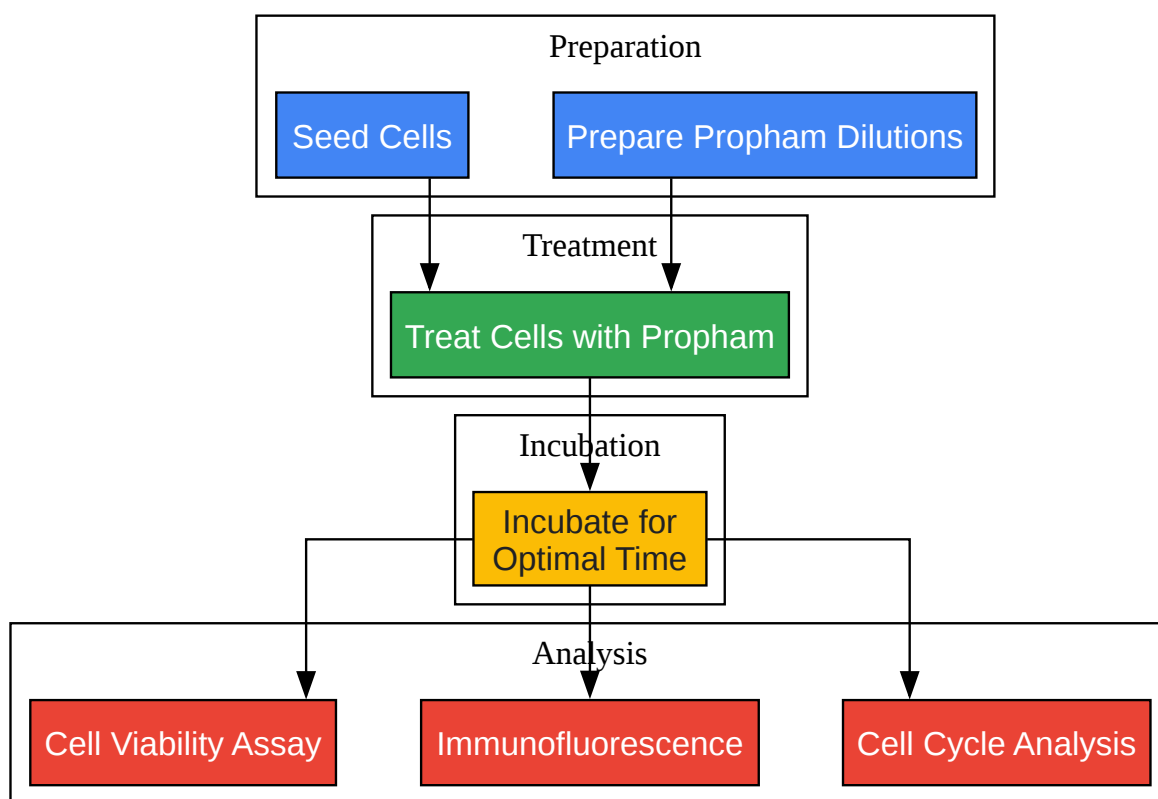 Preparation
Seed Cells
Prepare Propham Dilutions
Treatment
Treat Cells with Propham
Incubation
Incubate for
Optimal Time
Analysis
Cell Viability Assay
Immunofluorescence
Cell Cycle Analysis